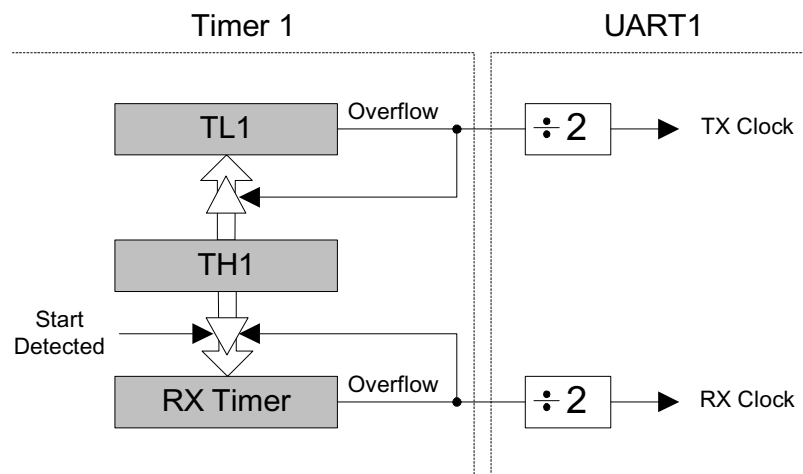 Timer 1
UART1
TL1
Overflow
÷2
TX Clock
TH1
Start
Detected
RX Timer
Overflow
÷2
RX Clock